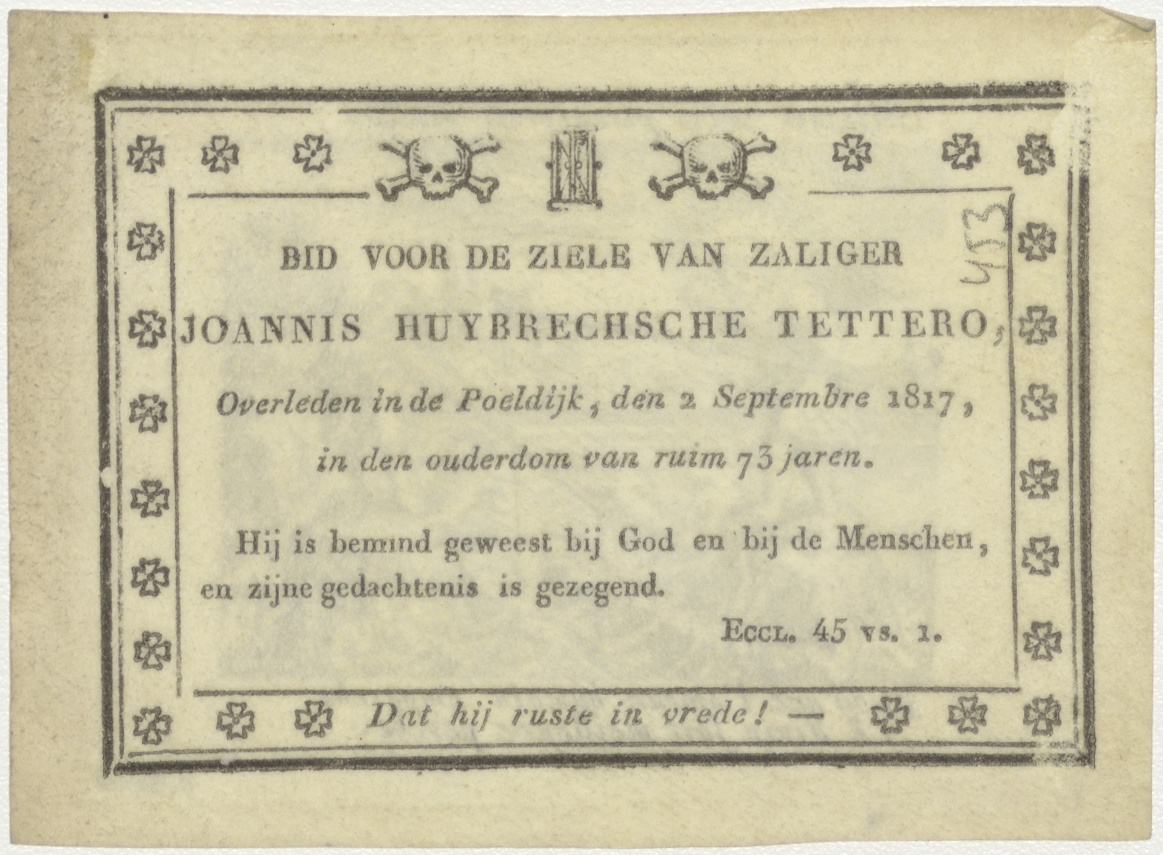 BID VOOR DE ZIELE VAN ZALIGER
JOANNIS HUYBRECHSCHE TETTERO,
Overleden in de Poeldijk, den 2 Septembre 1817,
in den ouderdom van ruim 73 jaren.
Hij is bemind geweest bij God en bij de Menschen,
en zijne gedachtenis is gezegend.
ECCL. 45 vs. 1.
Dat hij ruste in vrede! —
453